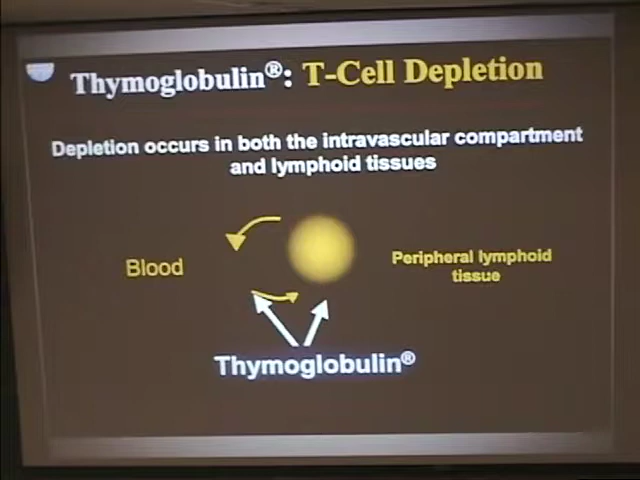 Thymoglobulin®: T-Cell Depletion
Depletion occurs in both the intravascular compartment
and lymphoid tissues
Blood
Peripheral lymphoid
tissue
Thymoglobulin®